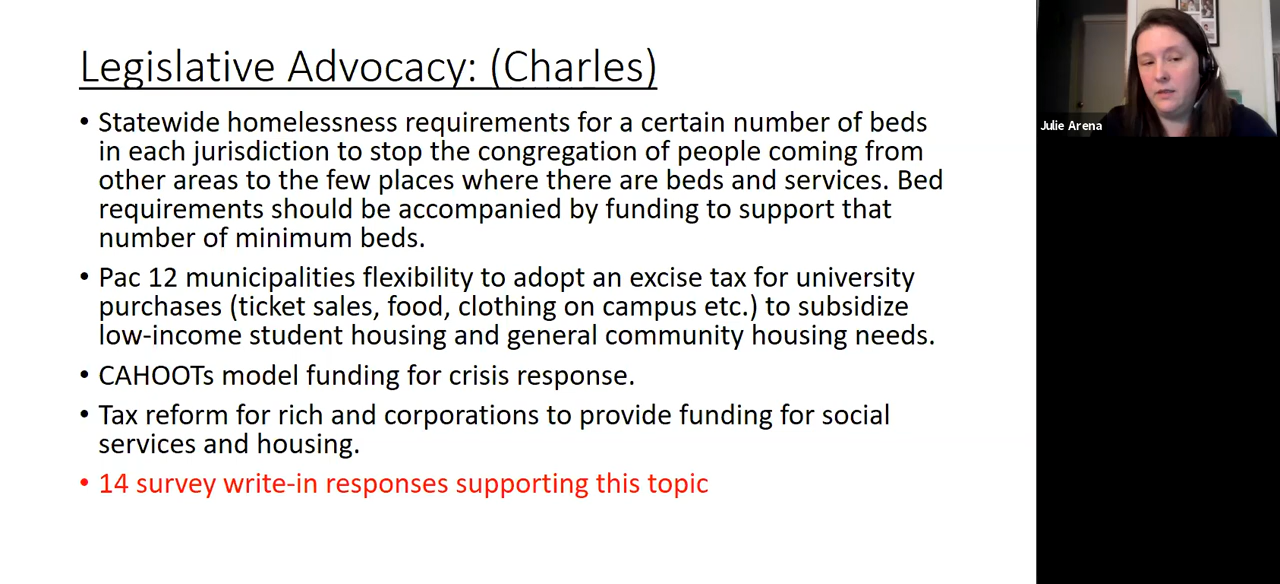 Legislative Advocacy: (Charles)
• Statewide homelessness requirements for a certain number of beds
in each jurisdiction to stop the congregation of people coming from
other areas to the few places where there are beds and services. Bed
requirements should be accompanied by funding to support that
number of minimum beds.
• Pac 12 municipalities flexibility to adopt an excise tax for university
purchases (ticket sales, food, clothing on campus etc.) to subsidize
low-income student housing and general community housing needs.
• CAHOOTs model funding for crisis response.
• Tax reform for rich and corporations to provide funding for social
services and housing.
• 14 survey write-in responses supporting this topic
Julie Arena